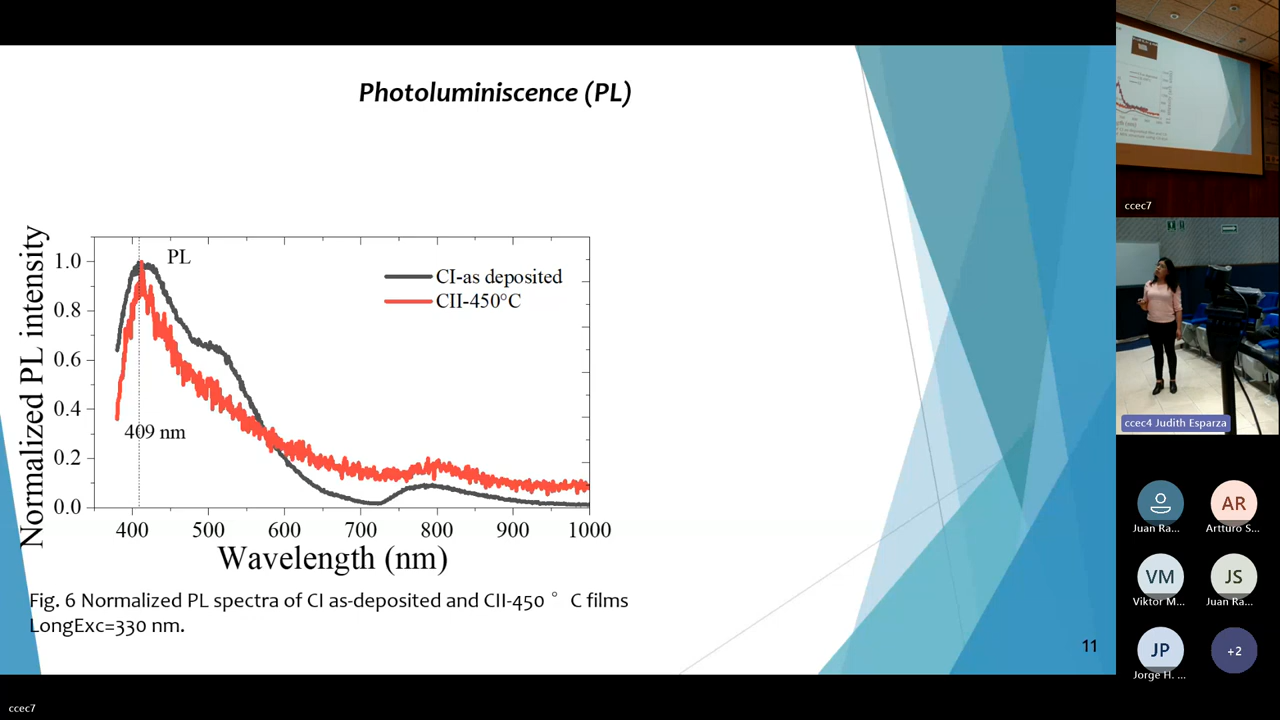 Photoluminiscence (PL)
Normalized PL intensity
1.0
0.8
0.6
0.4
0.2
0.0
PL
CI-as deposited
CII-450°C
409 nm
400 500 600 700 800 900 1000
Wavelength (nm)
Fig. 6 Normalized PL spectra of CI as-deposited and CII-450 ° C films
LongExc=330 nm.
11
ccec7
ccec4 Judith Esparza
AR
Juan Ra...
Artturo S...
VM
JS
Viktor M...
Juan Ra...
JP
+2
Jorge H. ...
ccec7